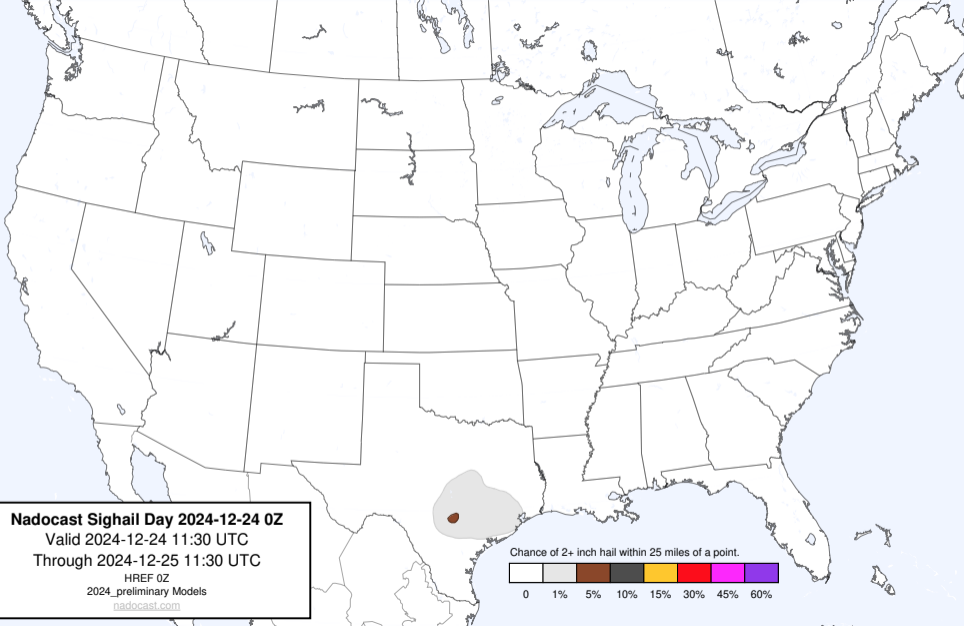 Nadocast Sighail Day 2024-12-24 0Z
Valid 2024-12-24 11:30 UTC
Through 2024-12-25 11:30 UTC
HREF 0Z
2024_preliminary Models
nadocast.com
Chance of 2+ inch hail within 25 miles of a point.
0 1% 5% 10% 15% 30% 45% 60%